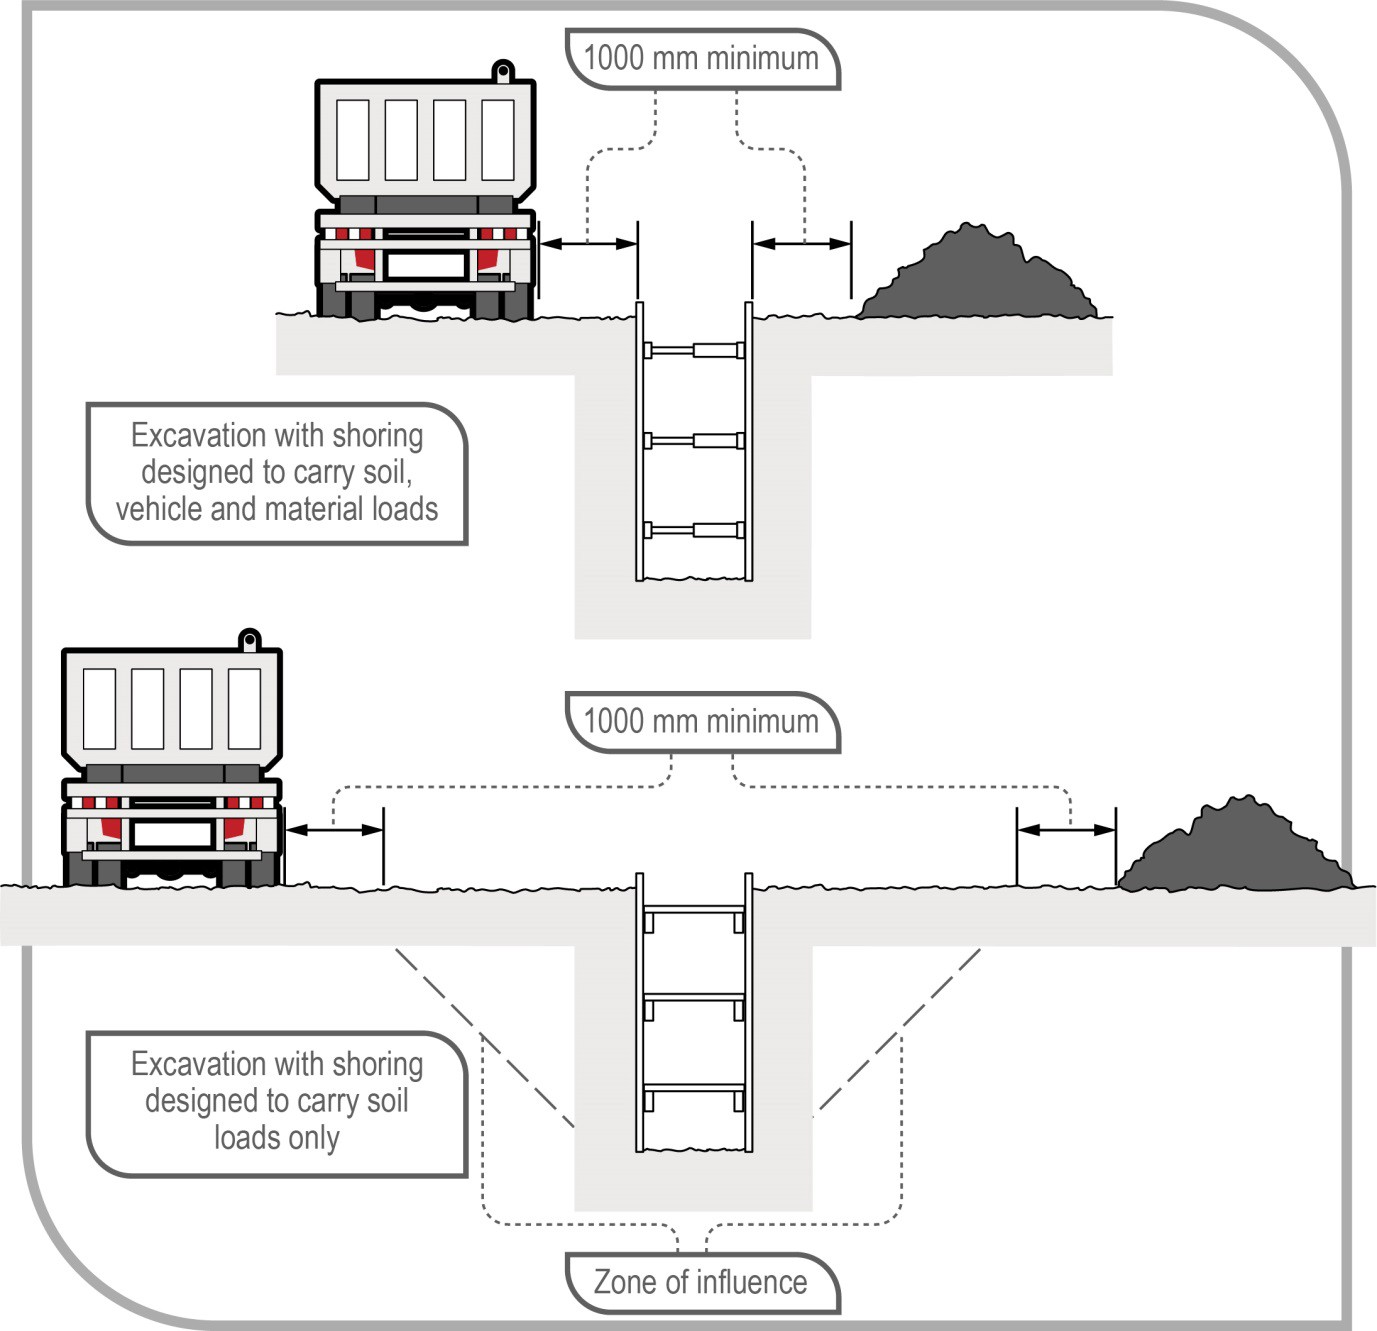 1000 mm minimum
Excavation with shoring
designed to carry soil,
vehicle and material loads
1000 mm minimum
Excavation with shoring
designed to carry soil
loads only
Zone of influence